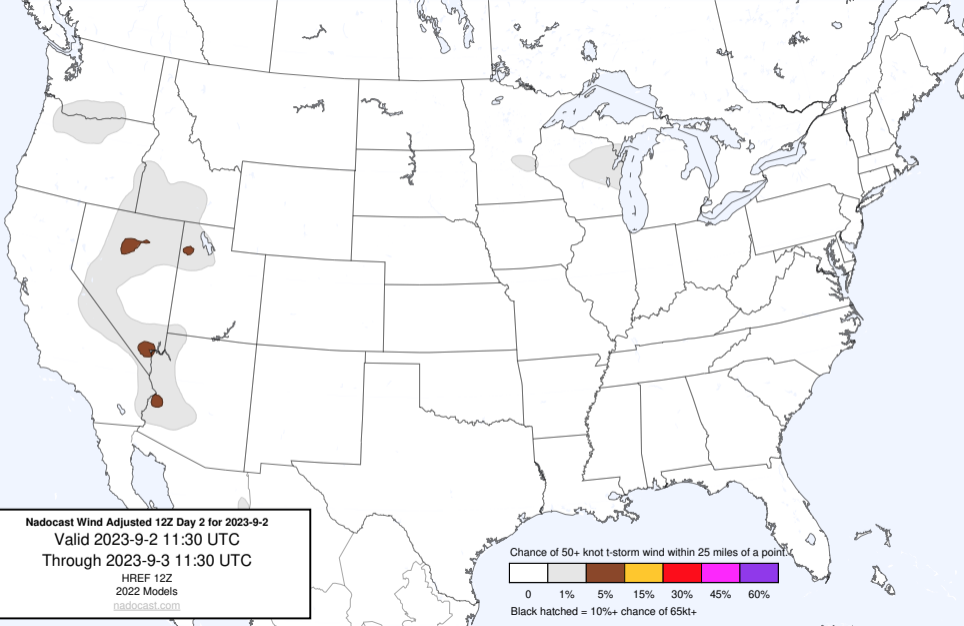 Nadocast Wind Adjusted 12Z Day 2 for 2023-9-2
Valid 2023-9-2 11:30 UTC
Through 2023-9-3 11:30 UTC
HREF 12Z
2022 Models
nadocast.com
Chance of 50+ knot t-storm wind within 25 miles of a point.
0 1% 5% 15% 30% 45% 60%
Black hatched = 10%+ chance of 65kt+